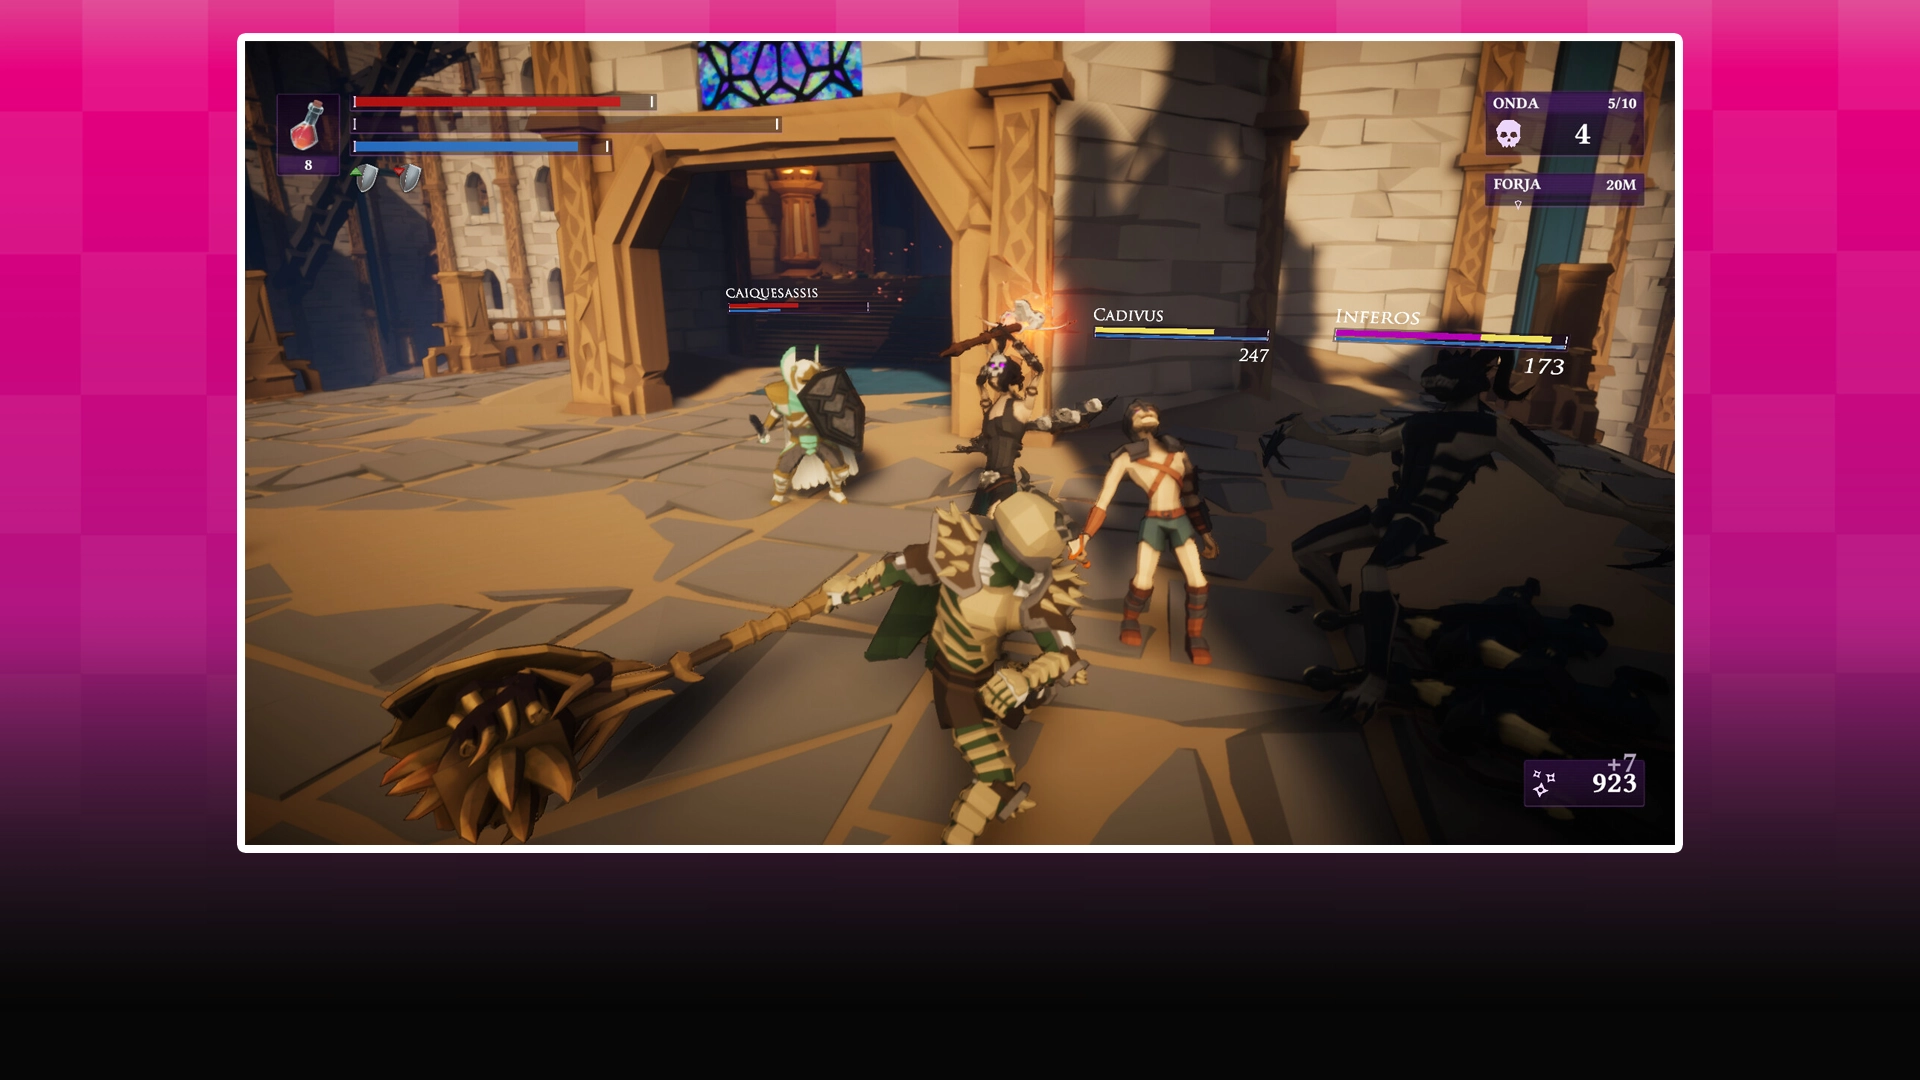 8
ONDA 5/10
4
FORJA 20M
CAIQUESASSIS
CADIVUS
247
INFEROS
173
+7
923